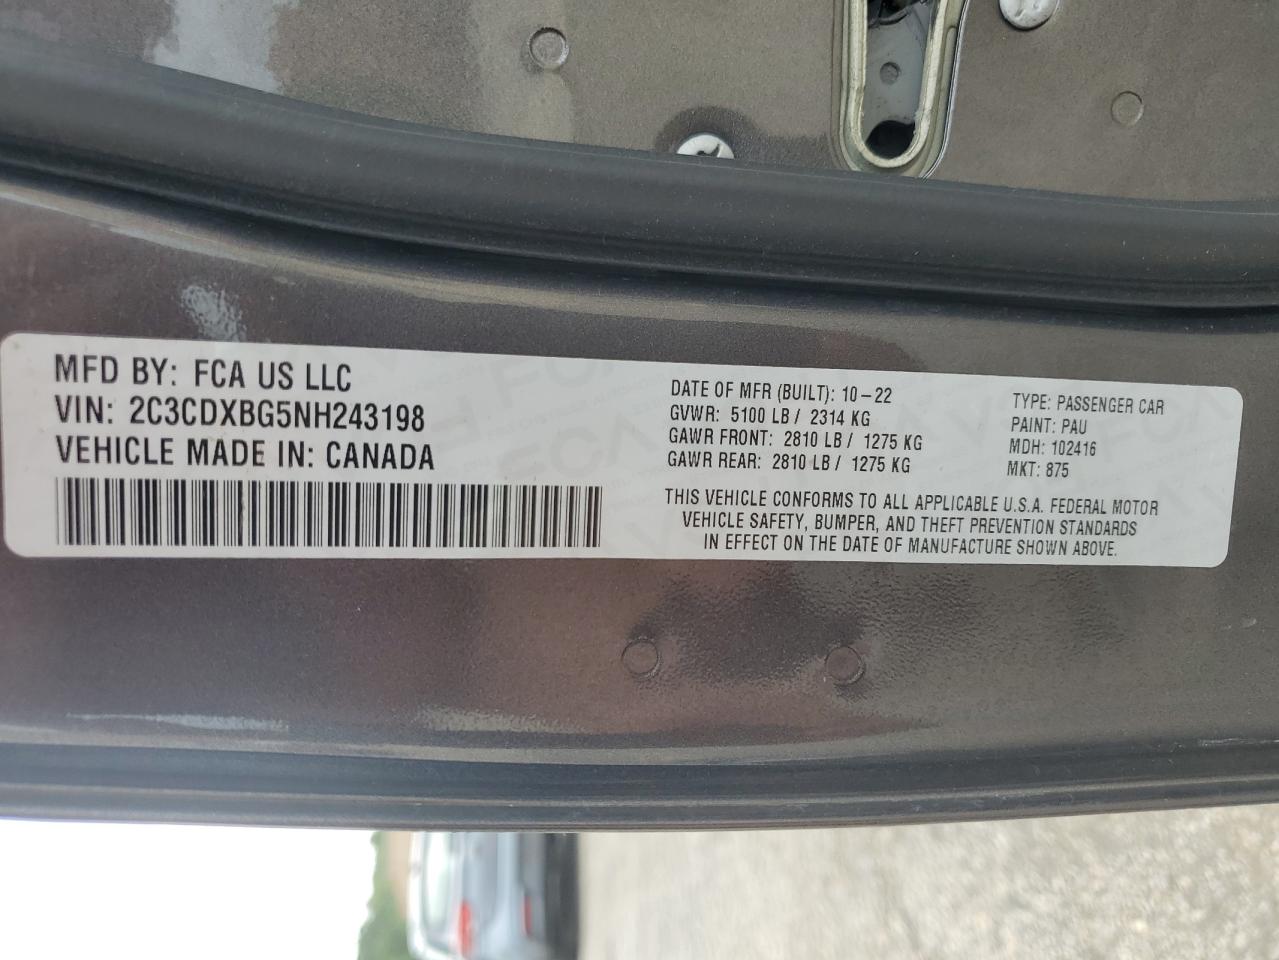 MFD BY: FCA US LLC
VIN: 2C3CDXBG5NH243198
VEHICLE MADE IN: CANADA
DATE OF MFR (BUILT): 10-22
GVWR: 5100 LB / 2314 KG
GAWR FRONT: 2810 LB / 1275 KG
GAWR REAR: 2810 LB / 1275 KG
TYPE: PASSENGER CAR
PAINT: PAU
MDH: 102416
MKT: 875
THIS VEHICLE CONFORMS TO ALL APPLICABLE U.S.A. FEDERAL MOTOR
VEHICLE SAFETY, BUMPER, AND THEFT PREVENTION STANDARDS
IN EFFECT ON THE DATE OF MANUFACTURE SHOWN ABOVE.